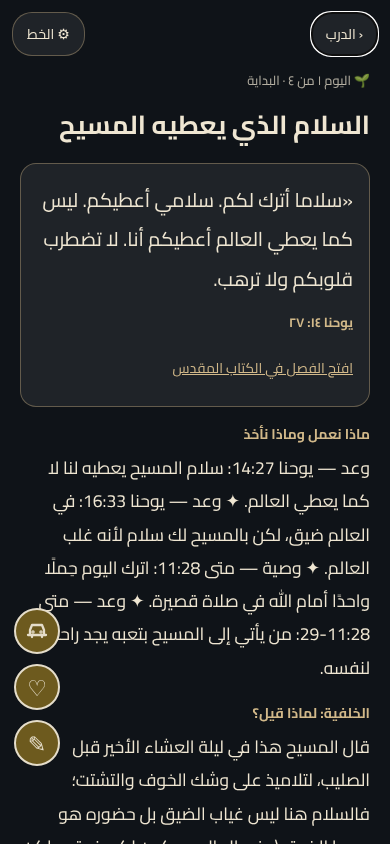 ‹ الدرب
⚙ الخط
🌱 اليوم ١ من ٤ · البداية
السلام الذي يعطيه المسيح
«سلاما أترك لكم. سلامي أعطيكم. ليس
كما يعطي العالم أعطيكم أنا. لا تضطرب
قلوبكم ولا ترهب.
يوحنا ١٤: ٢٧
افتح الفصل في الكتاب المقدس
ماذا نعمل وماذا نأخذ
وعد — يوحنا 14:27: سلام المسيح يعطيه لنا لا
كما يعطي العالم. ✦ وعد — يوحنا 16:33: في
العالم ضيق، لكن بالمسيح لك سلام لأنه غلب
العالم. ✦ وصية — متى 11:28: اترك اليوم حملًا
واحدًا أمام الله في صلاة قصيرة. ✦ وعد — متى
11:28-29: من يأتي إلى المسيح بتعبه يجد
لنفسه.
الخلفية: لماذا قيل؟
قال المسيح هذا في ليلة العشاء الأخير قبل
الصليب، لتلاميذ على وشك الخوف والتشتت؛
فالسلام هنا ليس غياب الضيق بل حضوره هو